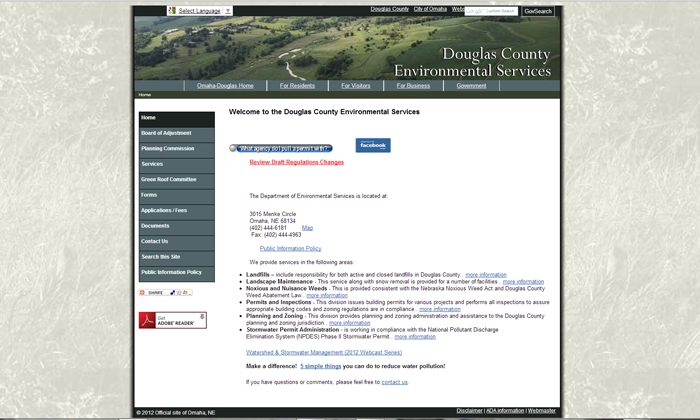 Select Language
Douglas County City of Omaha
Custom Search
GovSearch
Douglas County
Environmental Services
Omaha-Douglas Home For Residents For Visitors For Business Government
Home
Home
Board of Adjustment
Planning Commission
Services
Green Roof Committee
Forms
Applications / Fees
Documents
Contact Us
Search this Site
Public Information Policy
SHARE
Get
ADOBE® READER®
Welcome to the Douglas County Environmental Services
"What agency do I pull a permit with?"
facebook
Review Draft Regulations Changes
The Department of Environmental Services is located at:
3015 Menke Circle
Omaha, NE 68134
(402) 444-6181 Map
Fax: (402) 444-4963
Public Information Policy
We provide services in the following areas:
Landfills – include responsibility for both active and closed landfills in Douglas County . more information
Landscape Maintenance - This service along with snow removal is provided for a number of facilities . more information
Noxious and Nuisance Weeds - This is provided consistent with the Nebraska Noxious Weed Act and Douglas
County Weed Abatement Law . more information
Permits and Inspections - This division issues building permits for various projects and performs all inspections to assure
appropriate building codes and zoning regulations are in compliance . more information
Planning and Zoning - This division provides planning and zoning administration and assistance to the Douglas County
planning and zoning jurisdiction . more information
Stormwater Permit Administration - is working in compliance with the National Pollutant Discharge
Elimination System (NPDES) Phase II Stormwater Permit . more information
Watershed & Stormwater Management (2012 Webcast Series)
Make a difference! 5 simple things you can do to reduce water pollution!
If you have questions or comments, please feel free to contact us.
© 2012 Official site of Omaha, NE
Disclaimer | ADA information | Webmaster